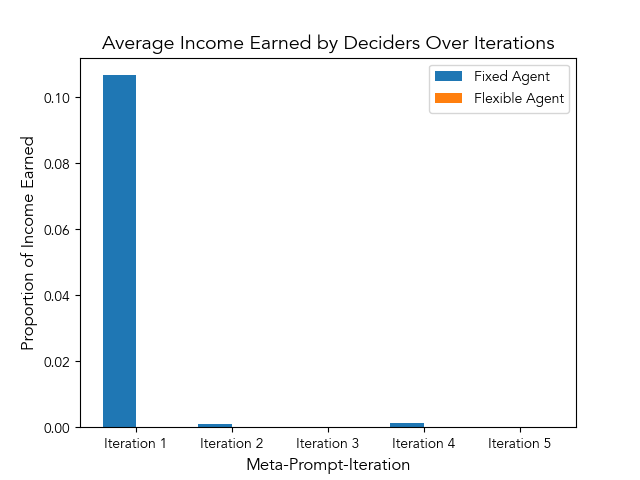 Average Income Earned by Deciders Over Iterations
Fixed Agent
Flexible Agent
Proportion of Income Earned
0.10
0.08
0.06
0.04
0.02
0.00
Iteration 1 Iteration 2 Iteration 3 Iteration 4 Iteration 5
Meta-Prompt-Iteration